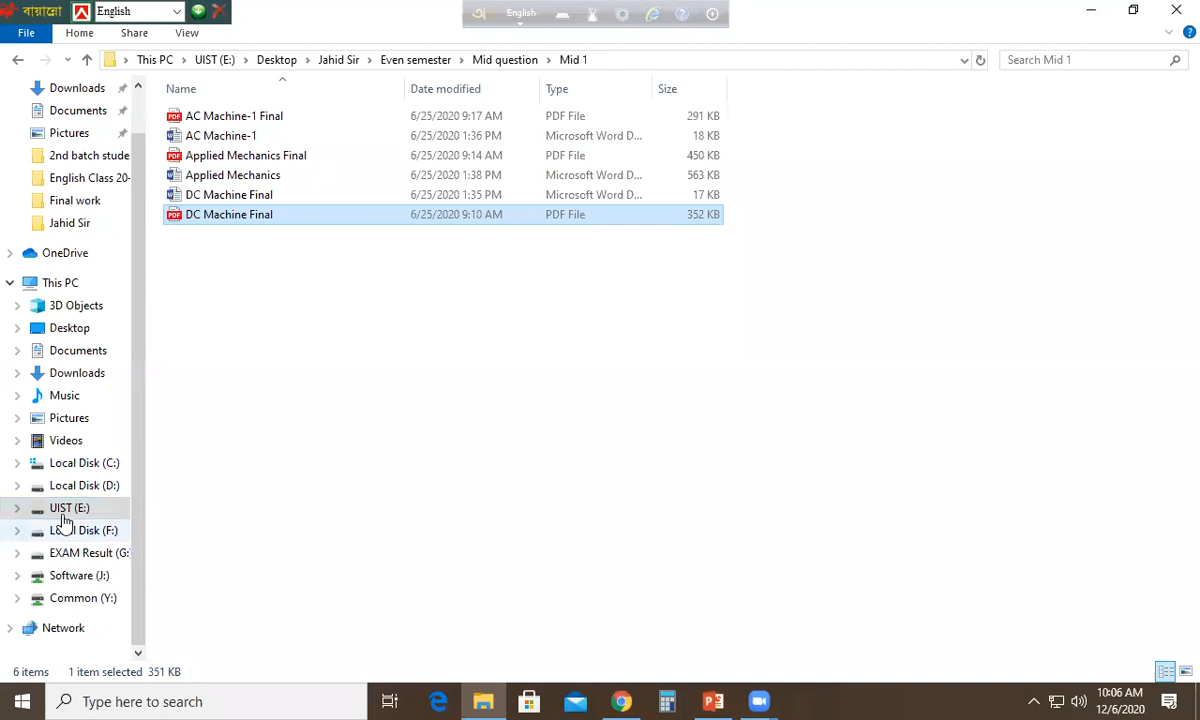 বায়ান্নো English English
File Home Share View
This PC UIST (E:) Desktop Jahid Sir Even semester Mid question Mid 1 Search Mid 1
Name Date modified Type Size
AC Machine-1 Final 6/25/2020 9:17 AM PDF File 291 KB
AC Machine-1 6/25/2020 1:36 PM Microsoft Word D... 18 KB
Applied Mechanics Final 6/25/2020 9:14 AM PDF File 450 KB
Applied Mechanics 6/25/2020 1:38 PM Microsoft Word D... 563 KB
DC Machine Final 6/25/2020 1:35 PM Microsoft Word D... 17 KB
DC Machine Final 6/25/2020 9:10 AM PDF File 352 KB
Downloads
Documents
Pictures
2nd batch stude
English Class 20-
Final work
Jahid Sir
OneDrive
This PC
3D Objects
Desktop
Documents
Downloads
Music
Pictures
Videos
Local Disk (C:)
Local Disk (D:)
UIST (E:)
Local Disk (F:)
EXAM Result (G:
Software (J:)
Common (Y:)
Network
6 items 1 item selected 351 KB
Type here to search
10:06 AM
12/6/2020